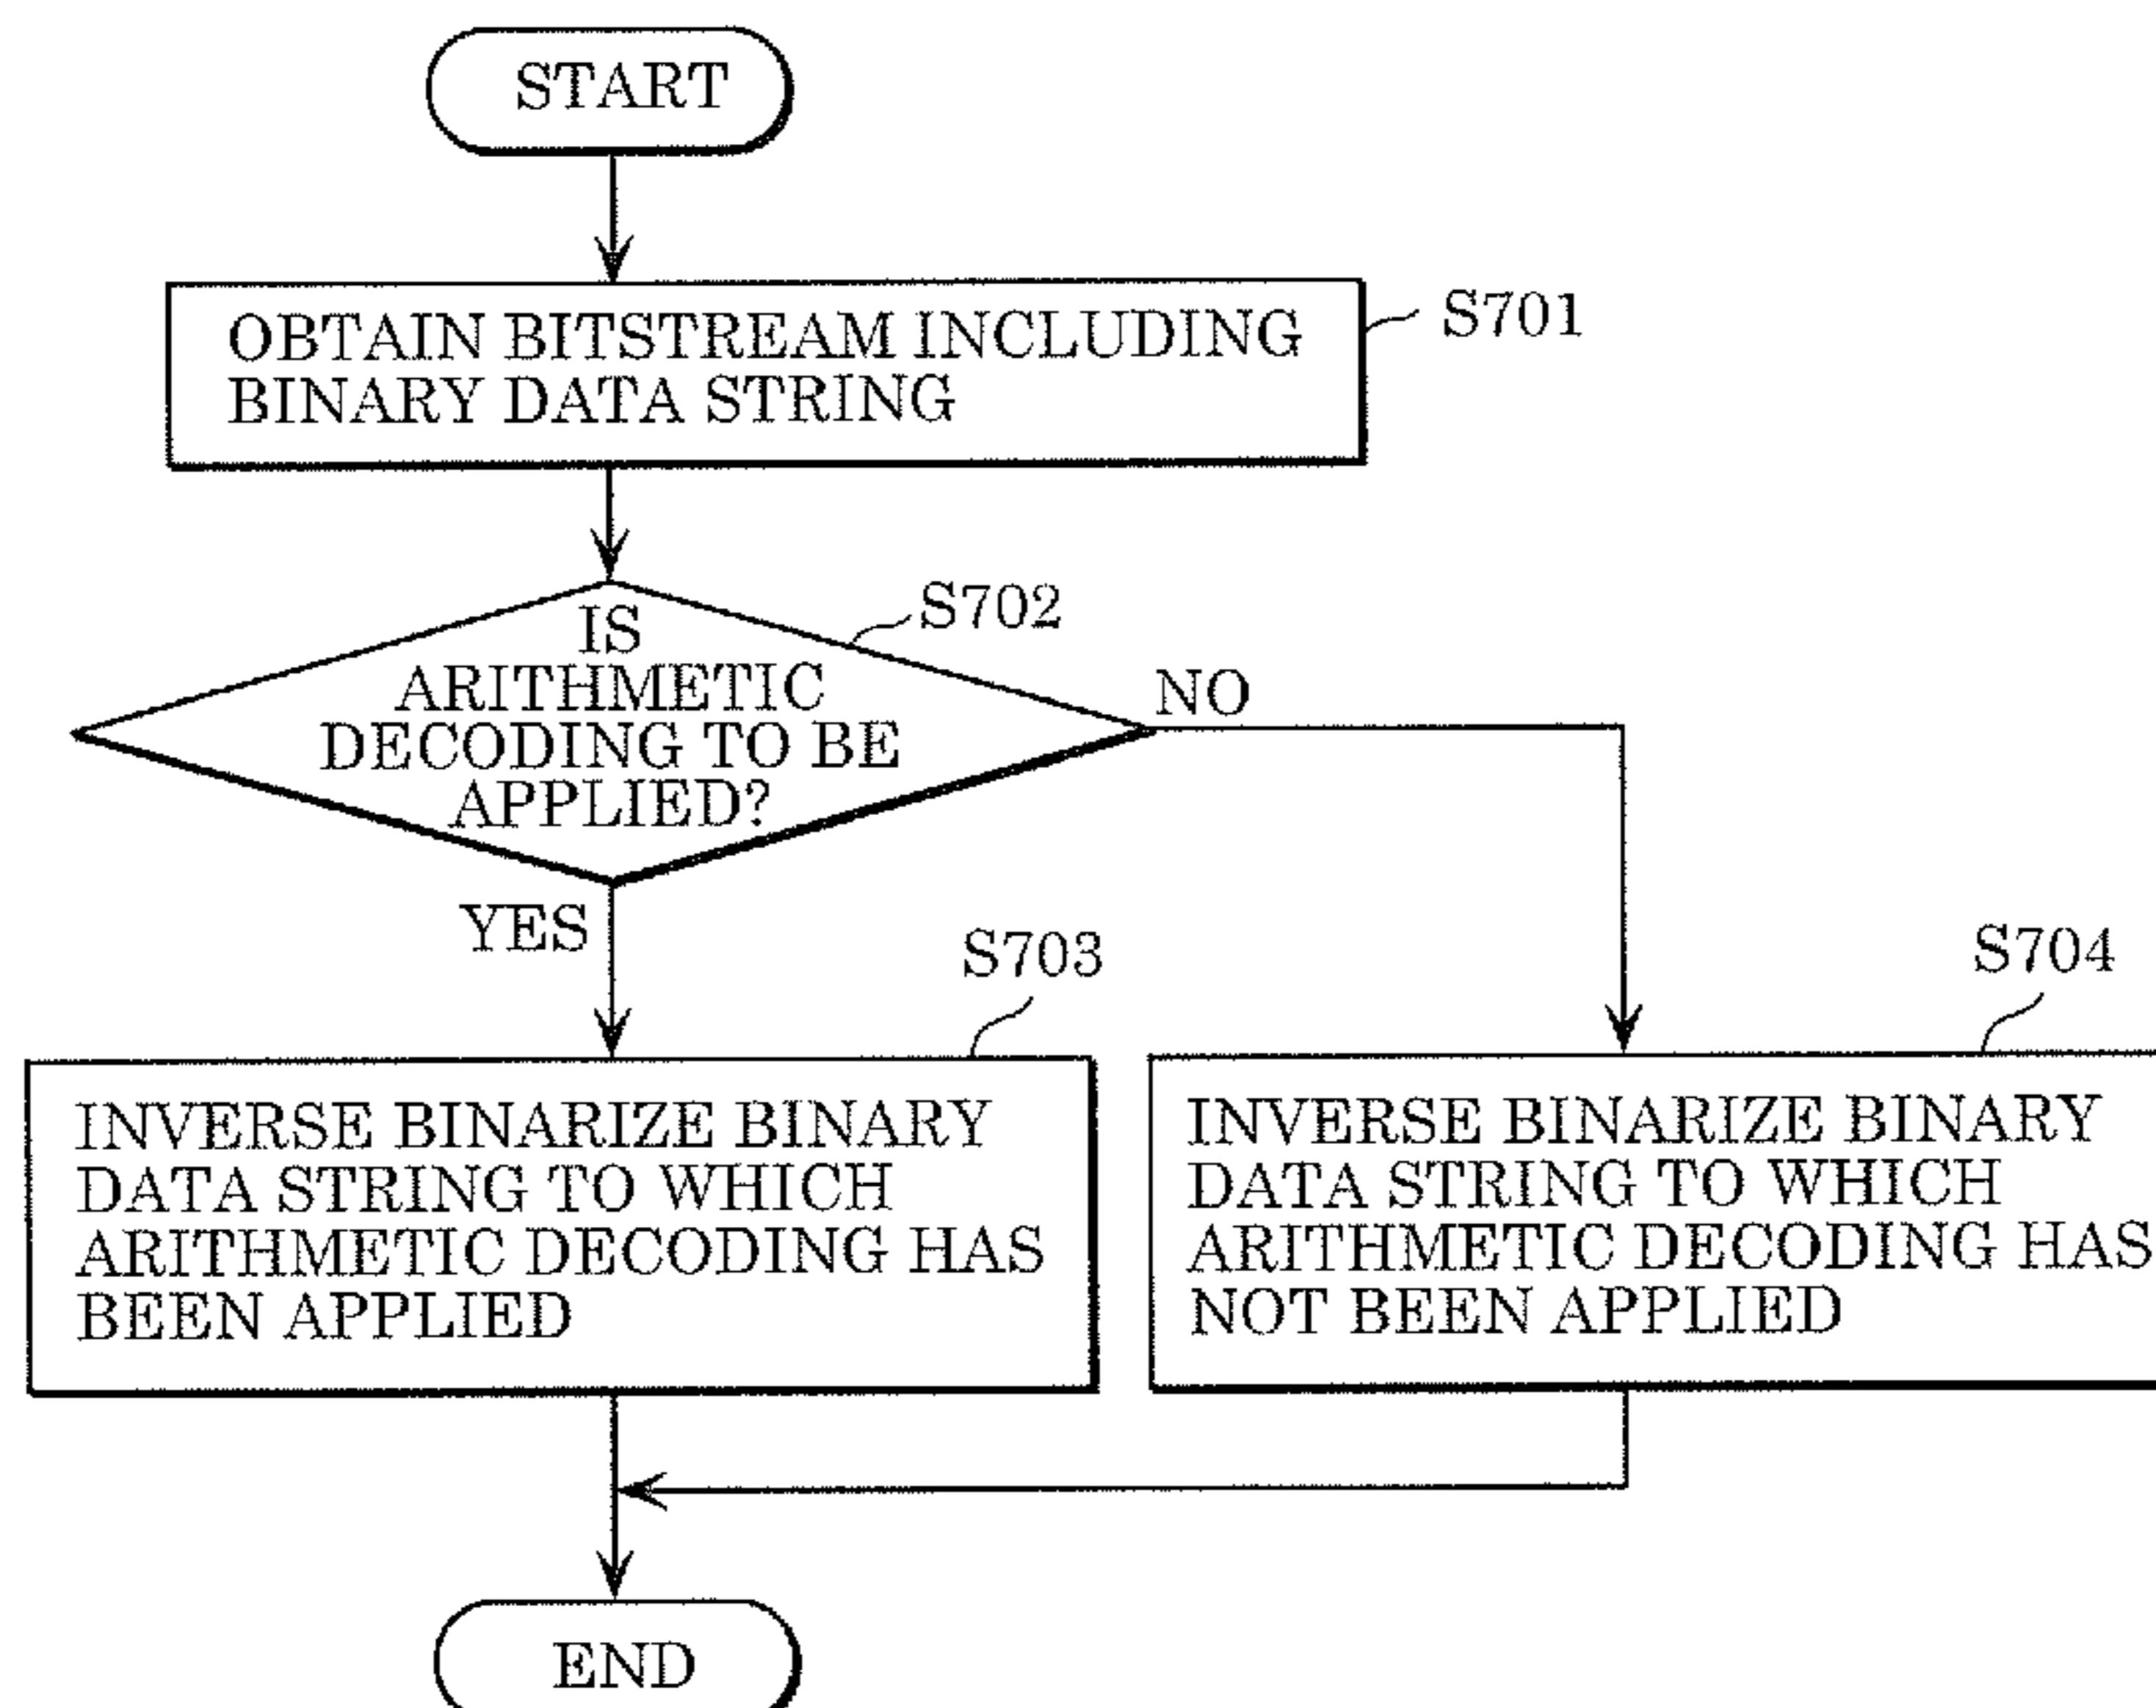 START
OBTAIN BITSTREAM INCLUDING
BINARY DATA STRING
S701
IS
ARITHMETIC
DECODING TO BE
APPLIED?
S702
NO
YES
S703
INVERSE BINARIZE BINARY
DATA STRING TO WHICH
ARITHMETIC DECODING HAS
BEEN APPLIED
S704
INVERSE BINARIZE BINARY
DATA STRING TO WHICH
ARITHMETIC DECODING HAS
NOT BEEN APPLIED
END